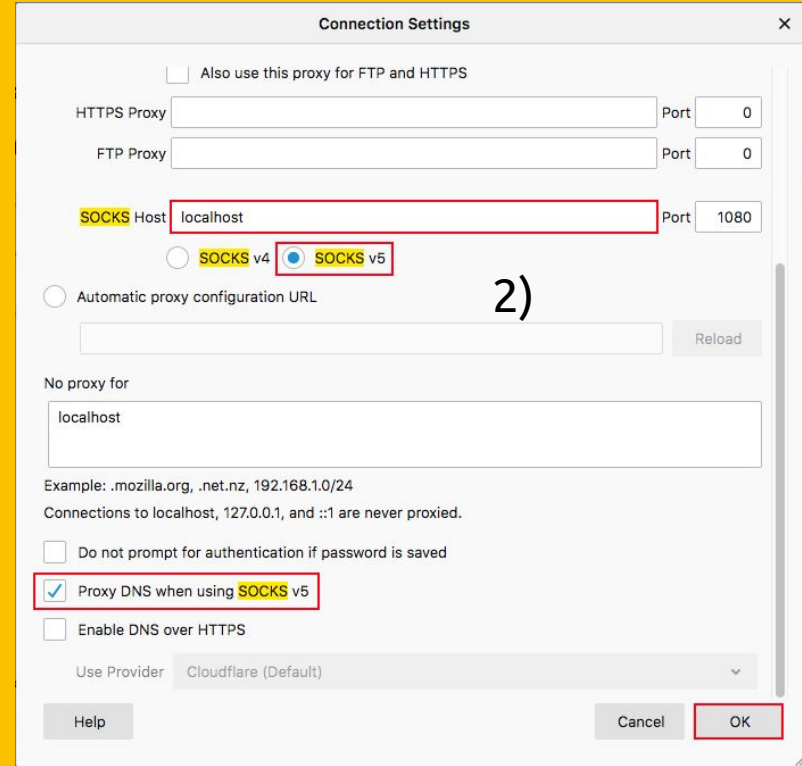 Connection Settings
Also use this proxy for FTP and HTTPS
HTTPS Proxy Port 0
FTP Proxy Port 0
SOCKS Host localhost Port 1080
SOCKS v4 SOCKS v5
2)
Automatic proxy configuration URL
Reload
No proxy for
localhost
Example: .mozilla.org, .net.nz, 192.168.1.0/24
Connections to localhost, 127.0.0.1, and ::1 are never proxied.
Do not prompt for authentication if password is saved
Proxy DNS when using SOCKS v5
Enable DNS over HTTPS
Use Provider Cloudflare (Default)
Help Cancel OK